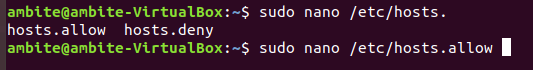 ambite@ambite-VirtualBox:~$ sudo nano /etc/hosts.
hosts.allow  hosts.deny
ambite@ambite-VirtualBox:~$ sudo nano /etc/hosts.allow